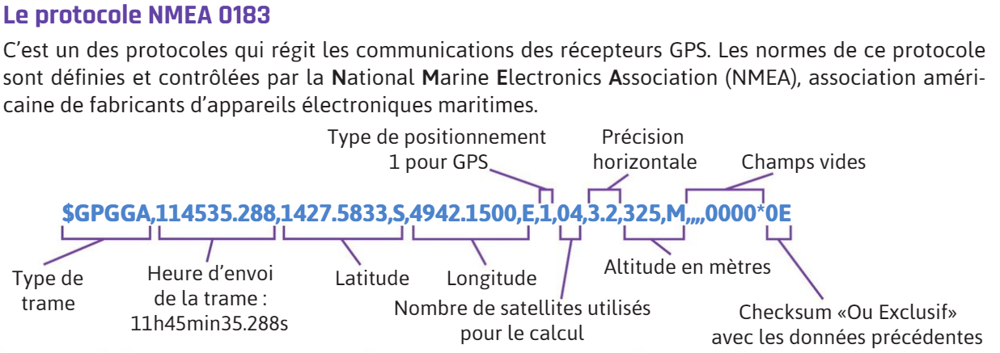 Le protocole NMEA 0183
C'est un des protocoles qui régit les communications des récepteurs GPS. Les normes de ce protocole
sont définies et contrôlées par la National Marine Electronics Association (NMEA), association améri-
caine de fabricants d'appareils électroniques maritimes.
Type de positionnement
1 pour GPS
Précision
horizontale
Champs vides
$GPGGA,114535.288,1427.5833,S,4942.1500,E,1,04,3.2,325,M,,,,0000*0E
Type de
trame
Heure d'envoi
de la trame :
11h45min35.288s
Latitude
Longitude
Nombre de satellites utilisés
pour le calcul
Altitude en mètres
Checksum «Ou Exclusif»
avec les données précédentes